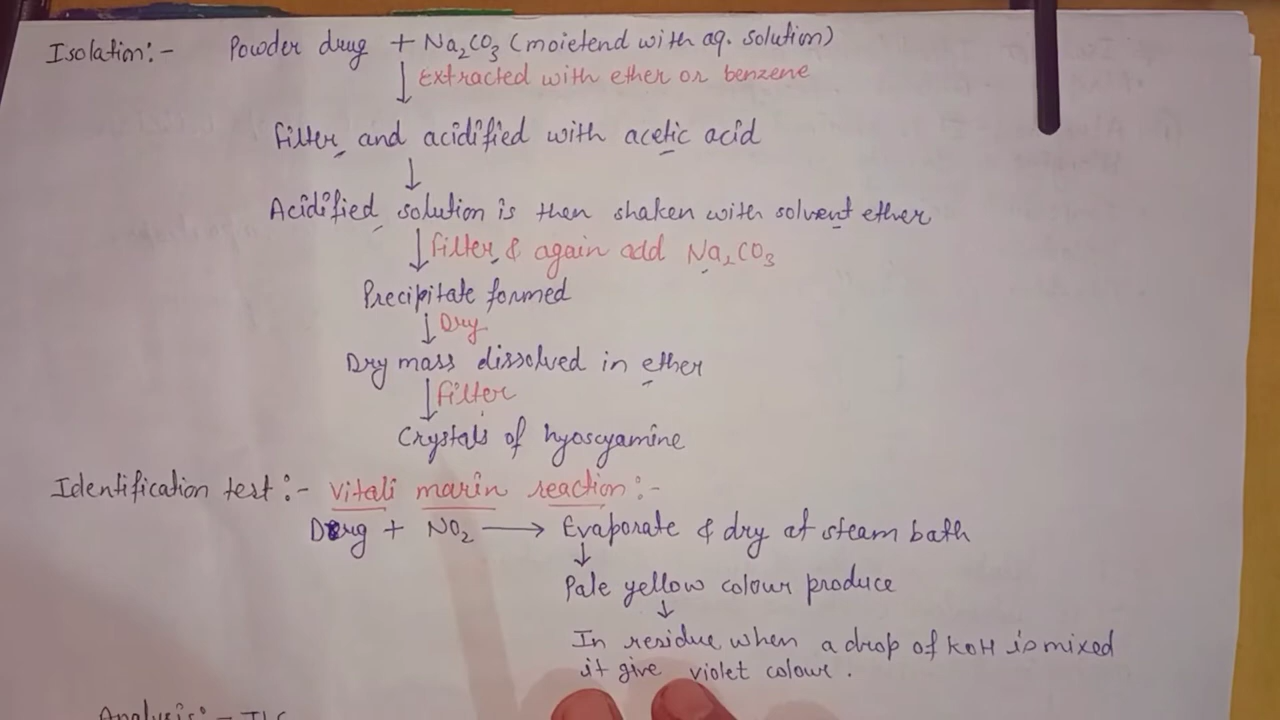 Isolation:- Powder drug + Na₂CO₃ (moietend with aq. solution)
↓ Extracted with ether or benzene
Filter and acidified with acetic acid
↓
Acidified solution is then shaken with solvent ether
↓ Filter & again add Na₂CO₃
Precipitate formed
↓ Dry
Dry mass dissolved in ether
↓ Filter
Crystals of hyoscyamine
Identification test:- Vitali marin reaction:-
Drug + NO₂ → Evaporate & dry at steam bath
↓
Pale yellow colour produce
↓
In residue when a drop of KOH is mixed
it give violet colour.
Analysis:- TLC